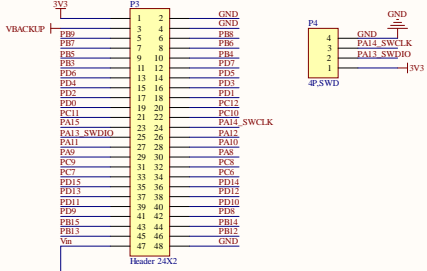 3V3 P3 GND
1 2 GND
VBACKUP 3 4 GND
PB9 5 6 PB8
PB7 7 8 PB6
PB5 9 10 PB4
PB3 11 12 PD7
PD6 13 14 PD5
PD4 15 16 PD3
PD2 17 18 PD1
PD0 19 20 PC12
PC11 21 22 PC10
PA15 23 24 PA14_SWCLK
PA13_SWDIO 25 26 PA12
PA11 27 28 PA10
PA9 29 30 PA8
PC9 31 32 PC8
PC7 33 34 PC6
PD15 35 36 PD14
PD13 37 38 PD12
PD11 39 40 PD10
PD9 41 42 PD8
PB15 43 44 PB14
PB13 45 46 PB12
Vin 47 48 GND
Header 24X2
P4
4 GND
3 PA14_SWCLK
2 PA13_SWDIO
1 3V3
4P,SWD